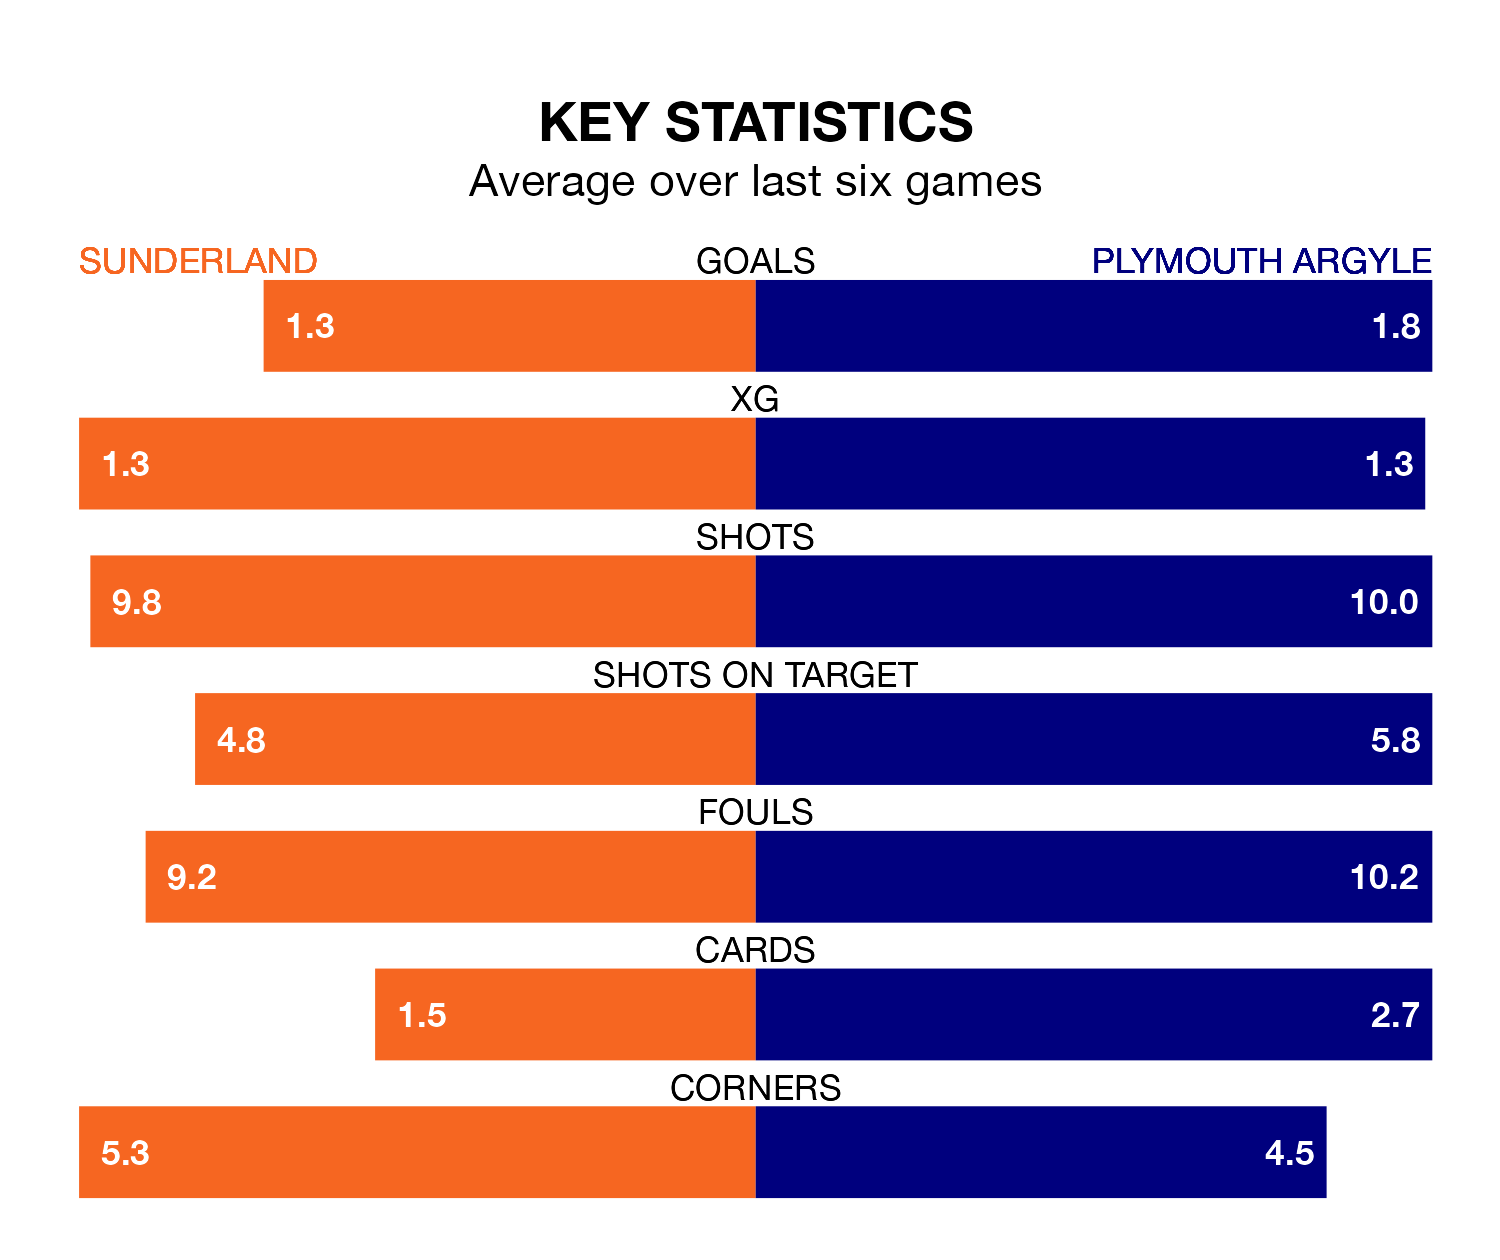 KEY STATISTICS
Average over last six games
SUNDERLAND GOALS PLYMOUTH ARGYLE
1.3 1.8
XG
1.3 1.3
SHOTS
9.8 10.0
SHOTS ON TARGET
4.8 5.8
FOULS
9.2 10.2
CARDS
1.5 2.7
CORNERS
5.3 4.5